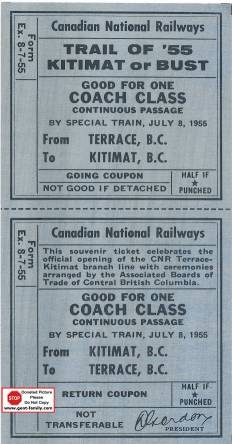 Form
Ex. 8-7-55
Canadian National Railways
TRAIL OF '55
KITIMAT or BUST
GOOD FOR ONE
COACH CLASS
CONTINUOUS PASSAGE
BY SPECIAL TRAIN, JULY 8, 1955
From TERRACE, B.C.
To KITIMAT, B.C.
GOING COUPON
NOT GOOD IF DETACHED
HALF IF
★
PUNCHED
Form
Ex. 8-7-55
Canadian National Railways
This souvenir ticket celebrates the
official opening of the CNR Terrace-
Kitimat branch line with ceremonies
arranged by the Associated Boards of
Trade of Central British Columbia.
GOOD FOR ONE
COACH CLASS
CONTINUOUS PASSAGE
BY SPECIAL TRAIN, JULY 8, 1955
From KITIMAT, B.C.
To TERRACE, B.C.
RETURN COUPON
HALF IF
★
PUNCHED
NOT
TRANSFERABLE
PRESIDENT
STOP
Donated Picture
Please
Do Not Copy
www.gent-family.com